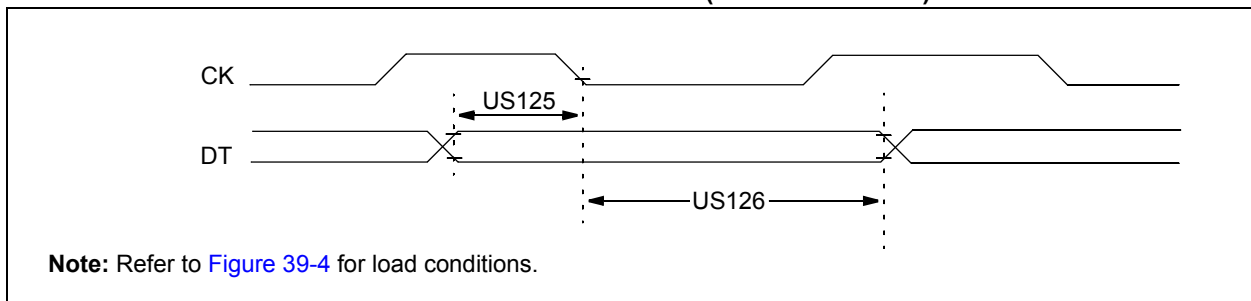 CK
US125
DT
US126
Note: Refer to Figure 39-4 for load conditions.